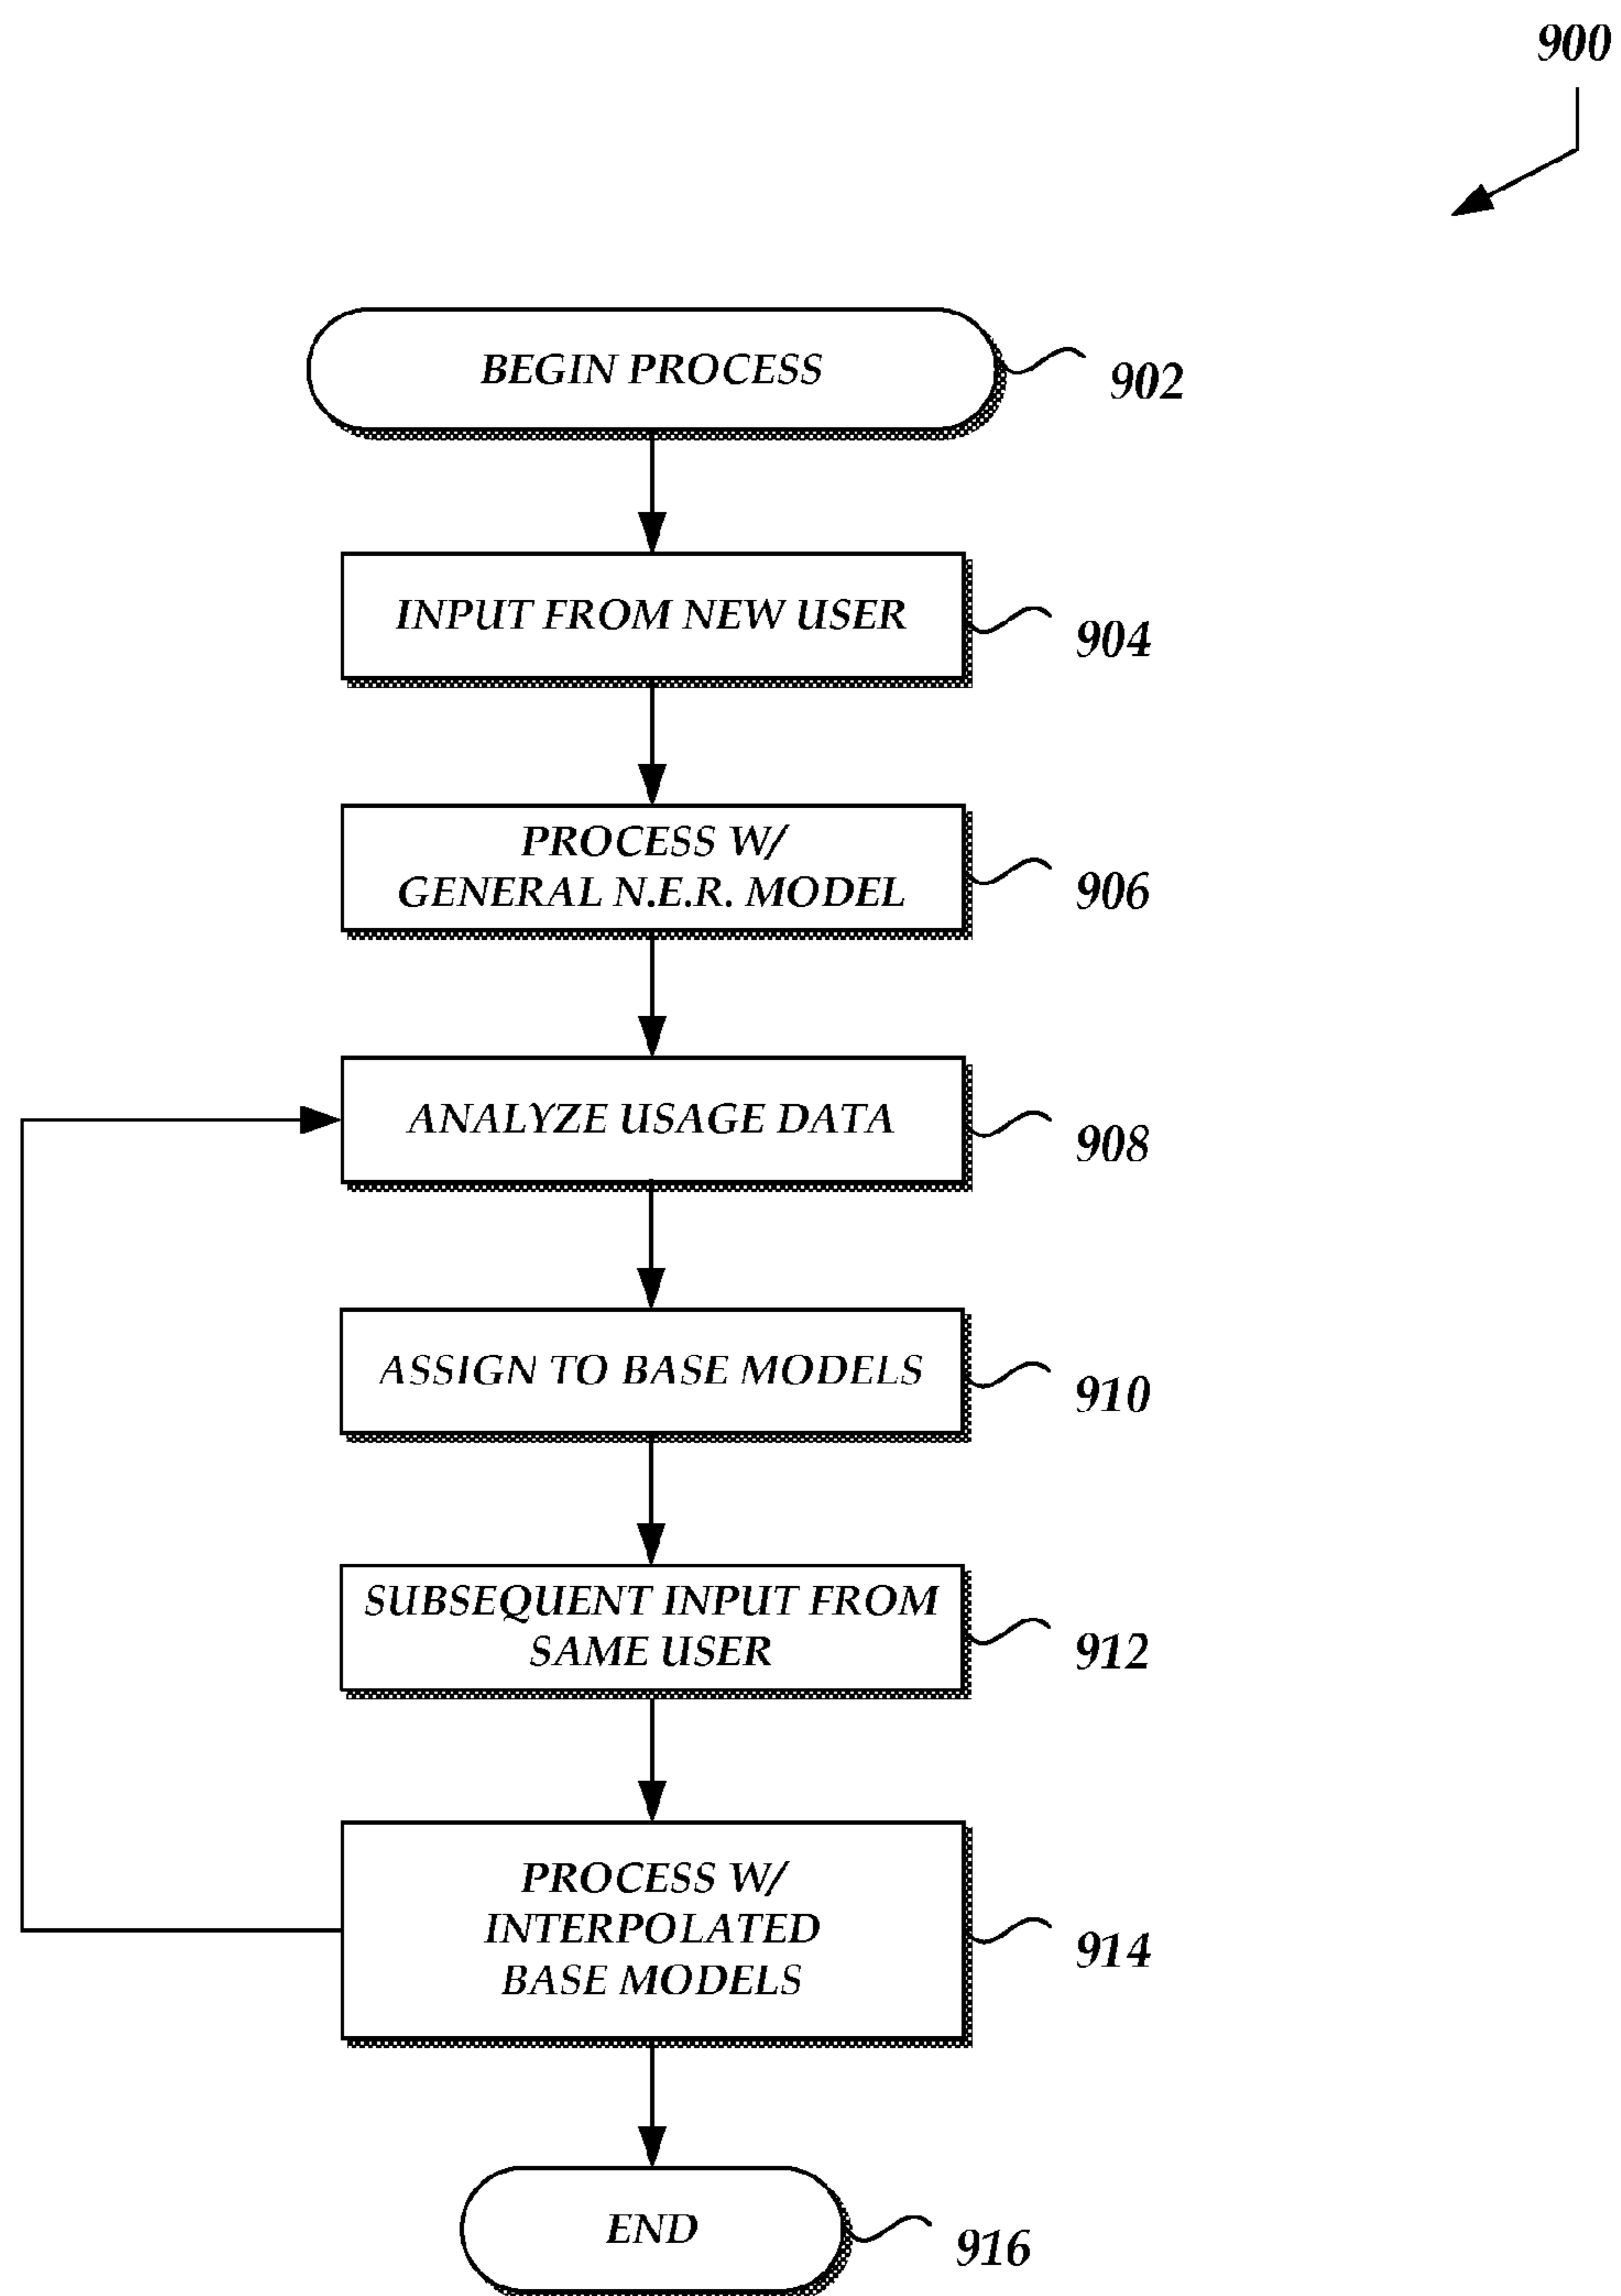 900
BEGIN PROCESS
902
INPUT FROM NEW USER
904
PROCESS W/
GENERAL N.E.R. MODEL
906
ANALYZE USAGE DATA
908
ASSIGN TO BASE MODELS
910
SUBSEQUENT INPUT FROM
SAME USER
912
PROCESS W/
INTERPOLATED
BASE MODELS
914
END
916